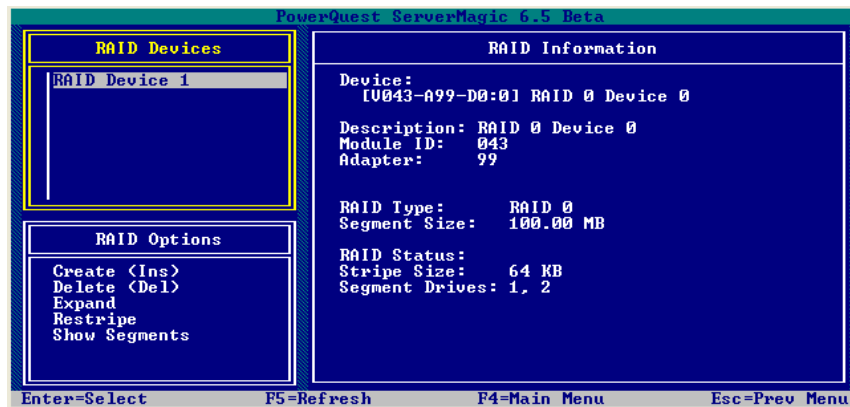 PowerQuest ServerMagic 6.5 Beta
RAID Devices
RAID Device 1
RAID Options
Create (Ins)
Delete (Del)
Expand
Restripe
Show Segments
RAID Information
Device:
[V043-A99-D0:0] RAID 0 Device 0
Description: RAID 0 Device 0
Module ID: 043
Adapter: 99
RAID Type: RAID 0
Segment Size: 100.00 MB
RAID Status:
Stripe Size: 64 KB
Segment Drives: 1, 2
Enter=Select F5=Refresh F4=Main Menu Esc=Prev Menu